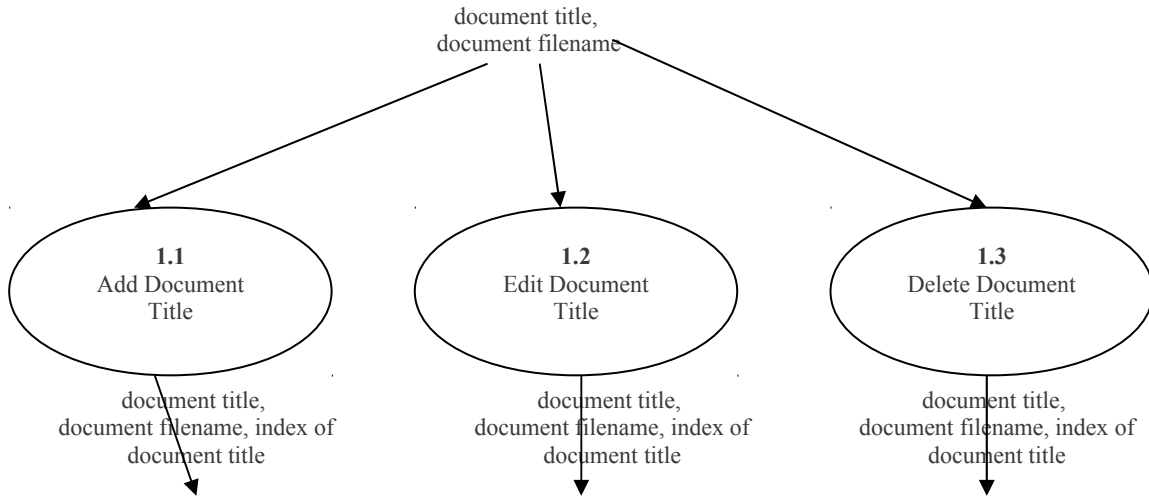 document title,
document filename
1.1
Add Document
Title
1.2
Edit Document
Title
1.3
Delete Document
Title
document title,
document filename, index of
document title
document title,
document filename, index of
document title
document title,
document filename, index of
document title